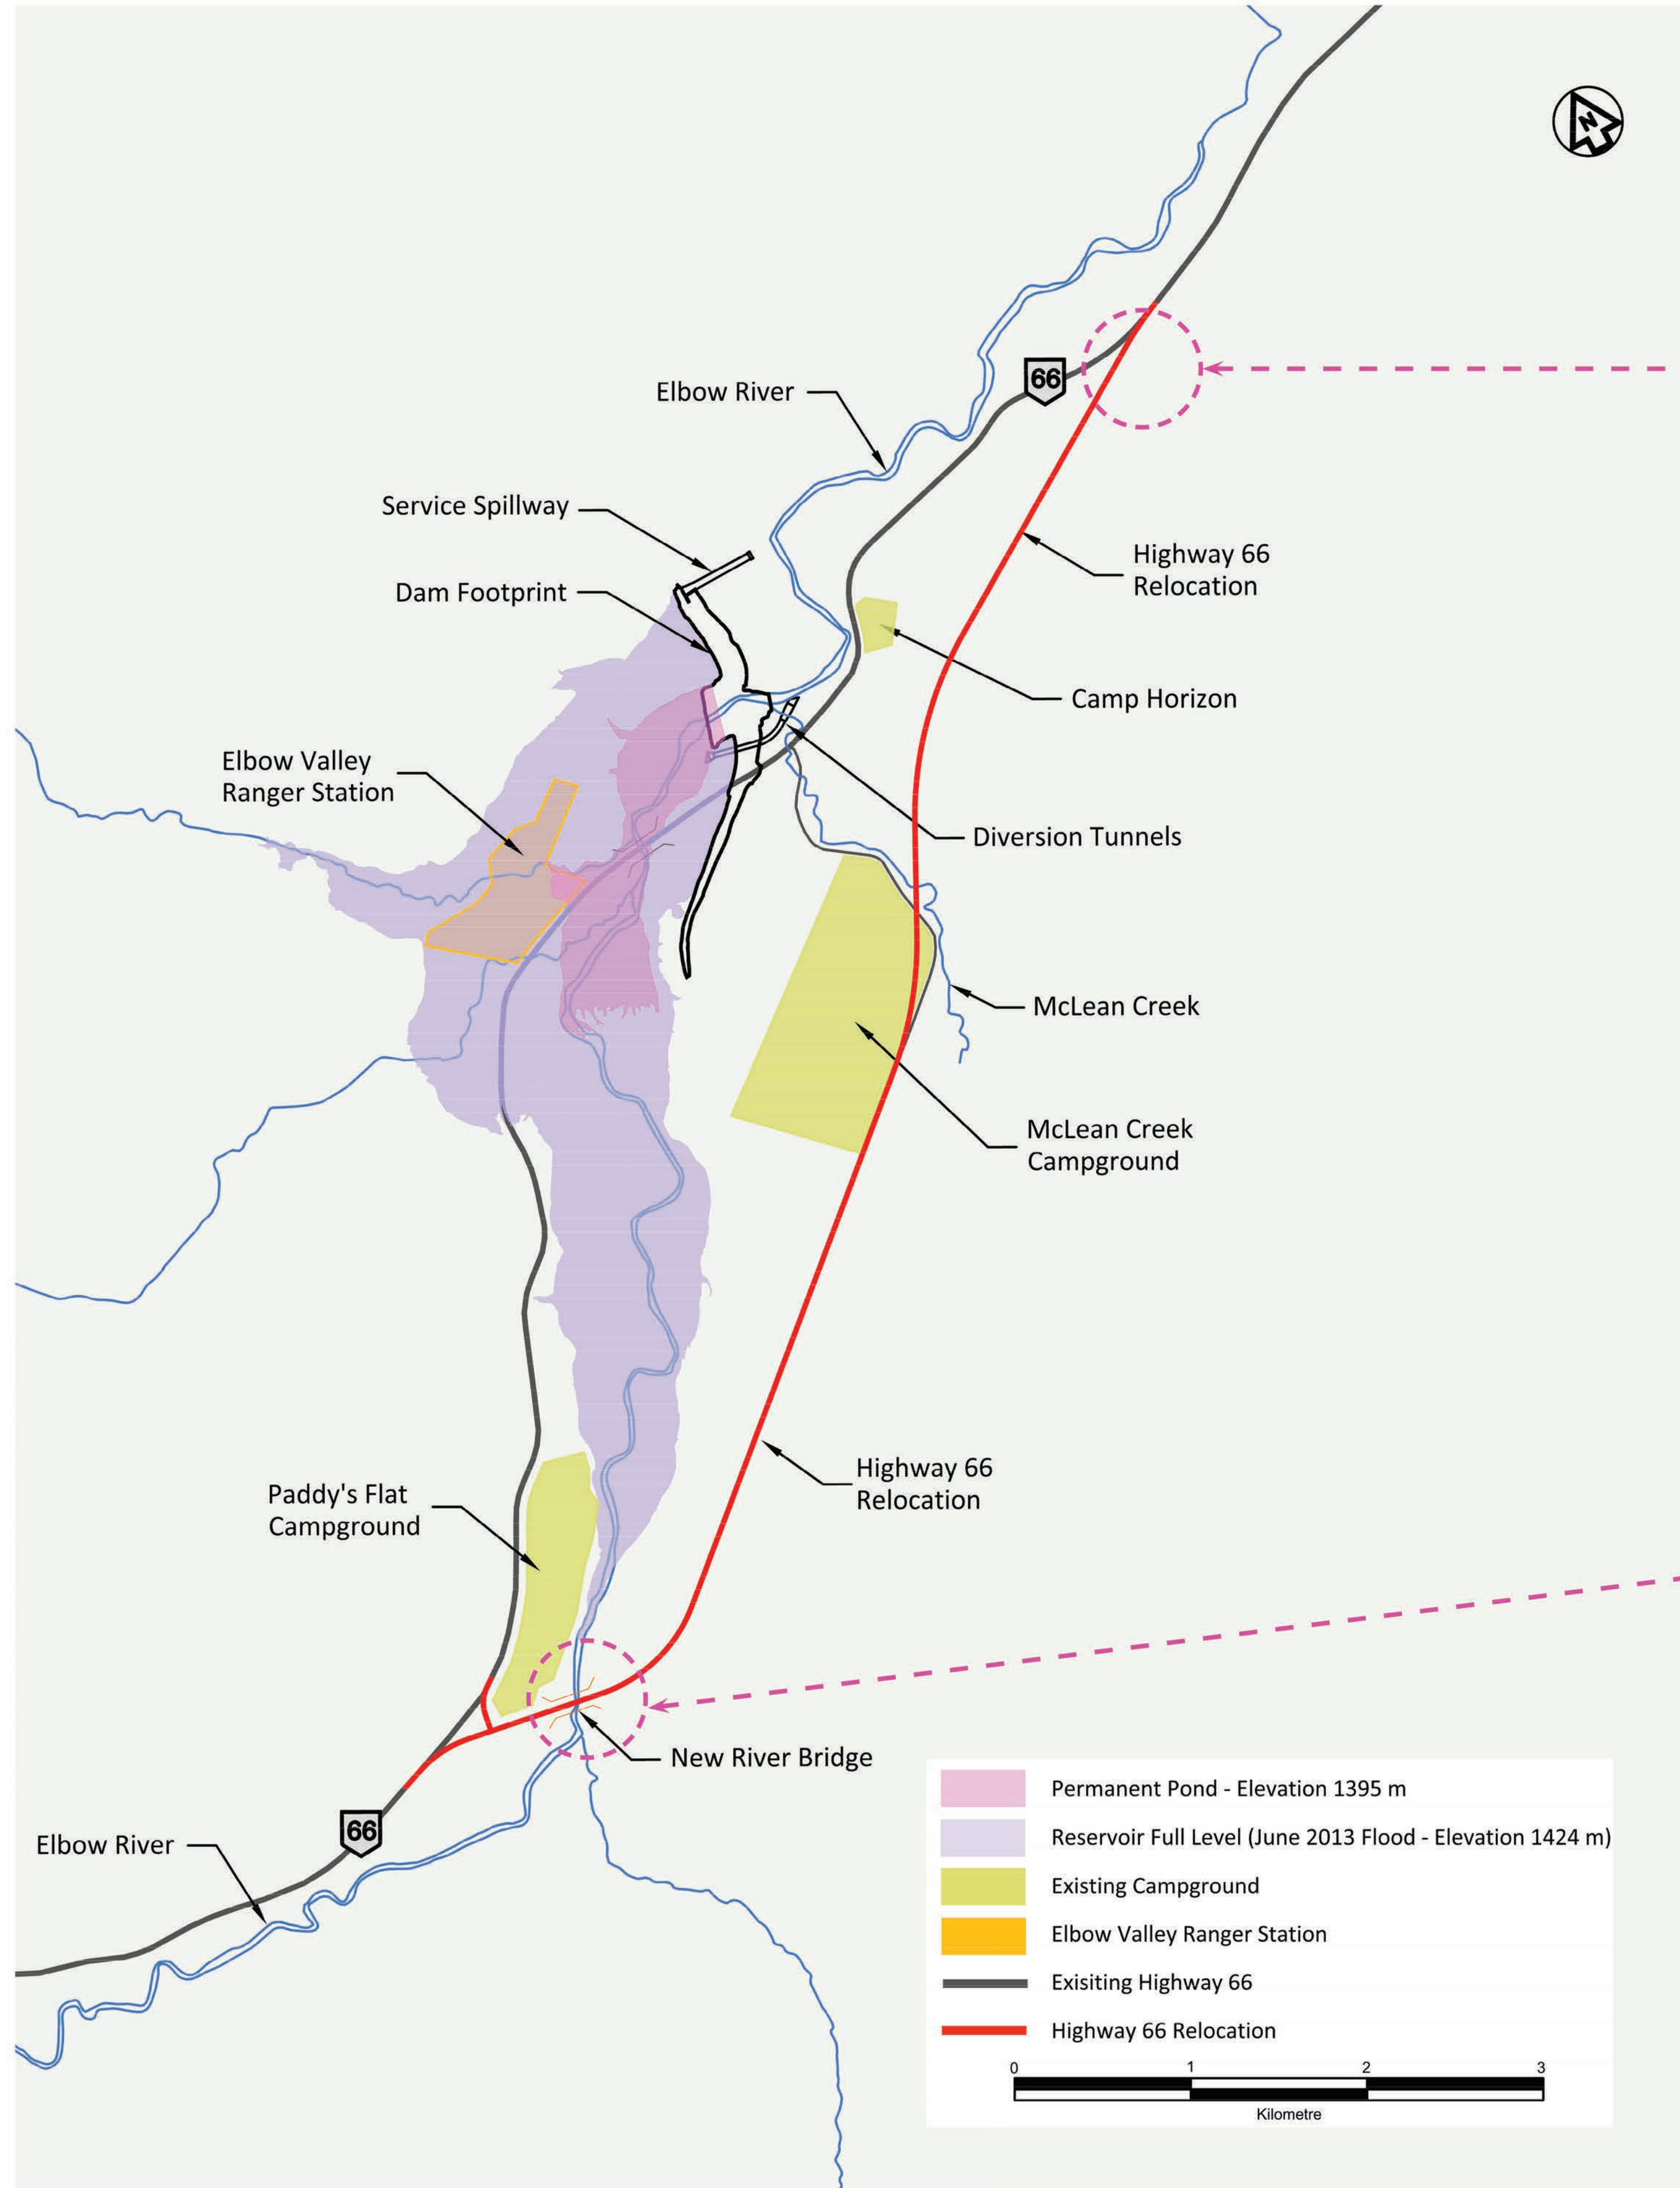 N
66
Elbow River
Service Spillway
Highway 66
Relocation
Dam Footprint
Camp Horizon
Elbow Valley
Ranger Station
Diversion Tunnels
McLean Creek
McLean Creek
Campground
Highway 66
Relocation
Paddy's Flat
Campground
New River Bridge
66
Elbow River
Permanent Pond - Elevation 1395 m
Reservoir Full Level (June 2013 Flood - Elevation 1424 m)
Existing Campground
Elbow Valley Ranger Station
Exisiting Highway 66
Highway 66 Relocation
0 1 2 3
Kilometre